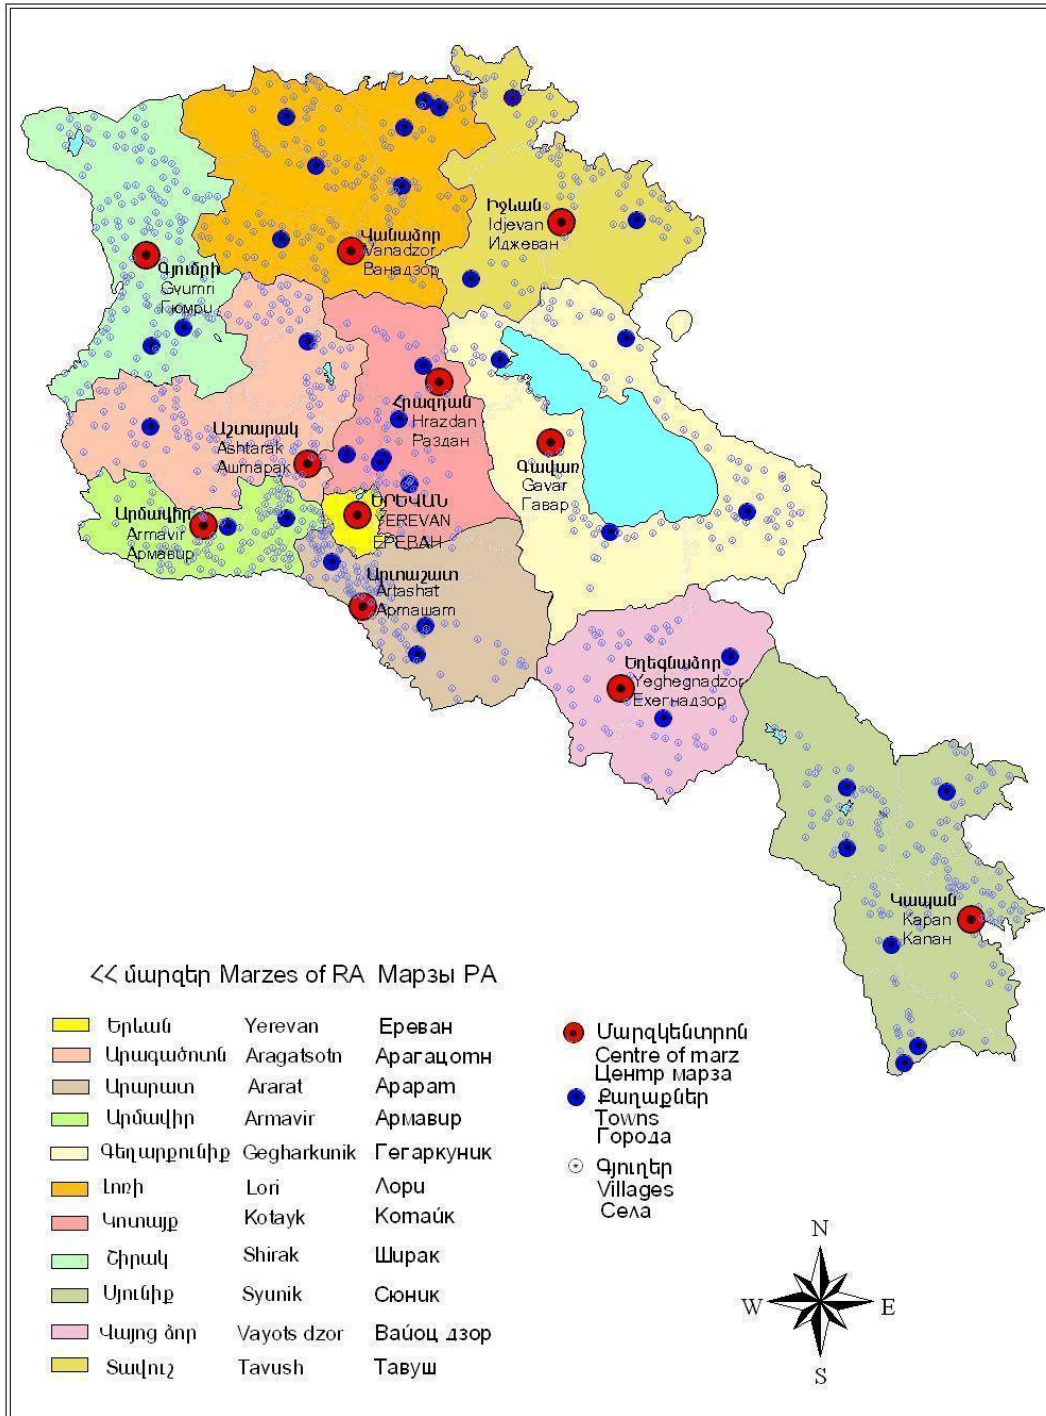 Իջևան
Idjevan
Иджеван
Վանաձոր
Vanadzor
Ванадзор
Գյումրի
Gyumri
Гюмри
Հրազդան
Hrazdan
Раздан
Աշտարակ
Ashtarak
Аштарак
Գավառ
Gavar
Гавар
ԵՐԵՎԱՆ
YEREVAN
ЕРЕВАН
Արմավիր
Armavir
Армавир
Արտաշատ
Artashat
Арташат
Եղեգնաձոր
Yeghegnadzor
Ехегнадзор
Կապան
Kapan
Капан
ՀՀ մարզեր Marzes of RA Марзы РА
Երևան Yerevan Ереван
Արագածոտն Aragatsotn Арагацотн
Արարատ Ararat Арарат
Արմավիր Armavir Армавир
Գեղարքունիք Gegharkunik Гегаркуник
Լոռի Lori Лори
Կոտայք Kotayk Котайк
Շիրակ Shirak Ширак
Սյունիք Syunik Сюник
Վայոց ձոր Vayots dzor Вайоц дзор
Տավուշ Tavush Тавуш
Մարզկենտրոն
Centre of marz
Центр марза
Քաղաքներ
Towns
Города
Գյուղեր
Villages
Села
N
W E
S